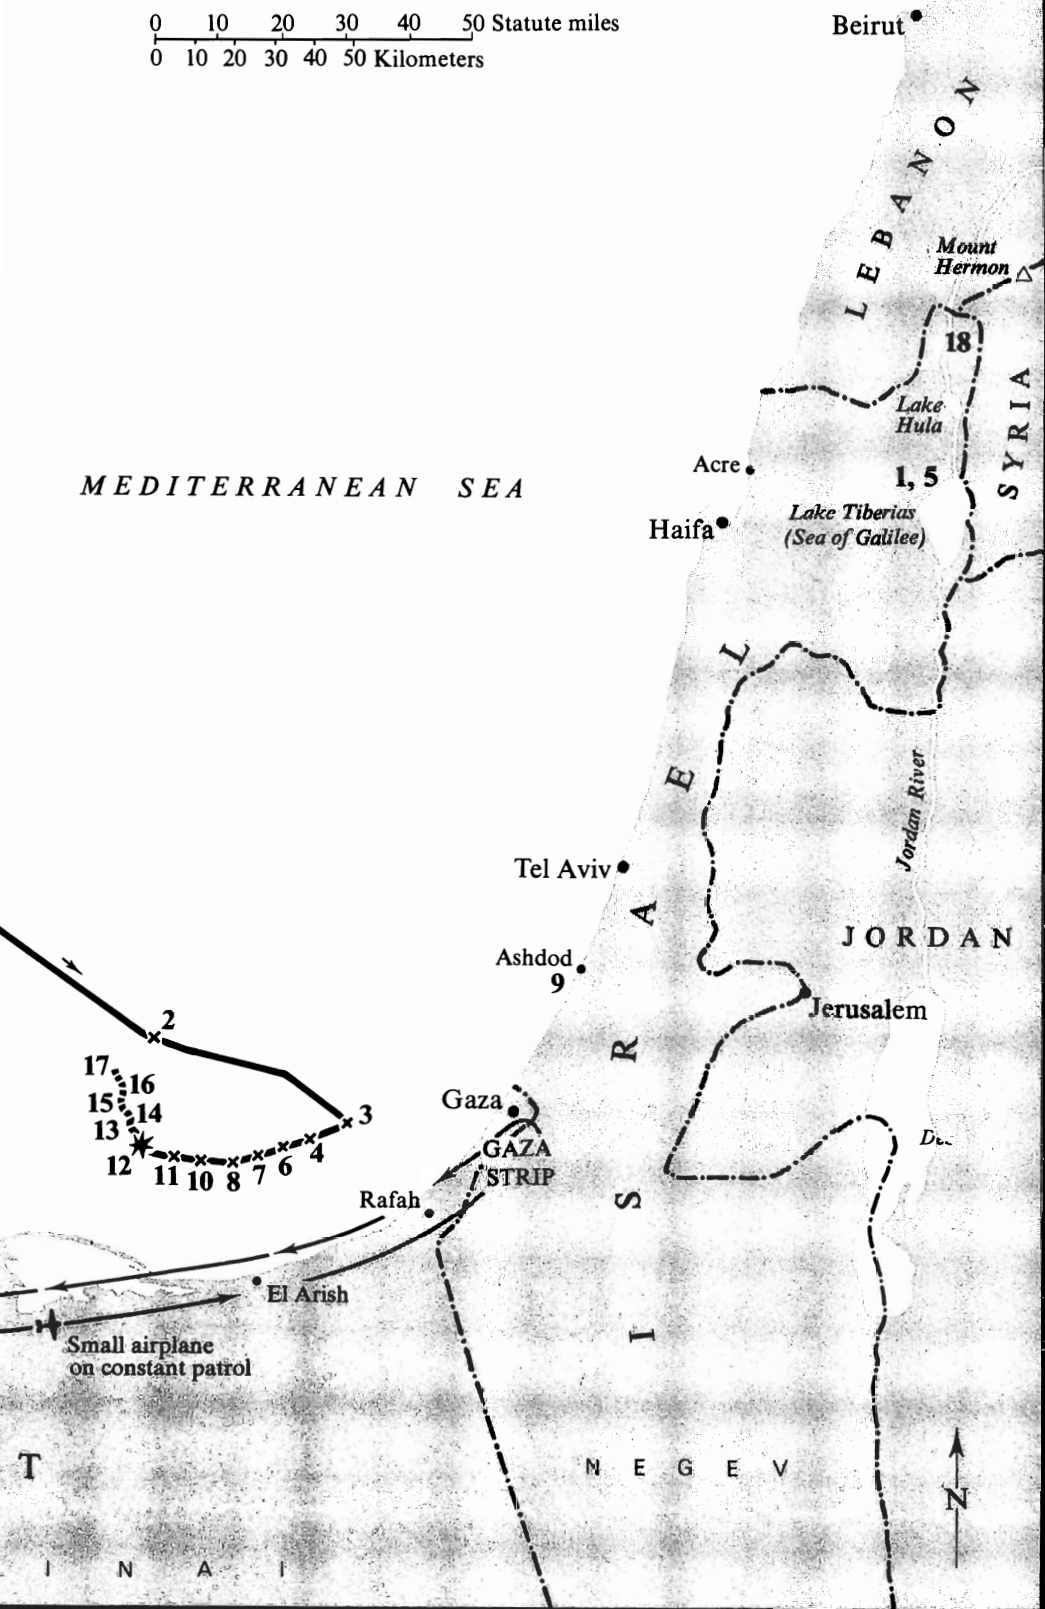 0 10 20 30 40 50 Statute miles
0 10 20 30 40 50 Kilometers
Beirut
LEBANON
Mount
Hermon
18
SYRIA
Lake
Hula
Acre
1, 5
MEDITERRANEAN SEA
Lake Tiberias
(Sea of Galilee)
Haifa
ISRAEL
Jordan River
Tel Aviv
JORDAN
Ashdod
9
Jerusalem
2
17
16
15
14
13
12
11
10
8
7
6
4
3
Gaza
GAZA
STRIP
Rafah
El Arish
Small airplane
on constant patrol
T
NEGEV
N
INAI